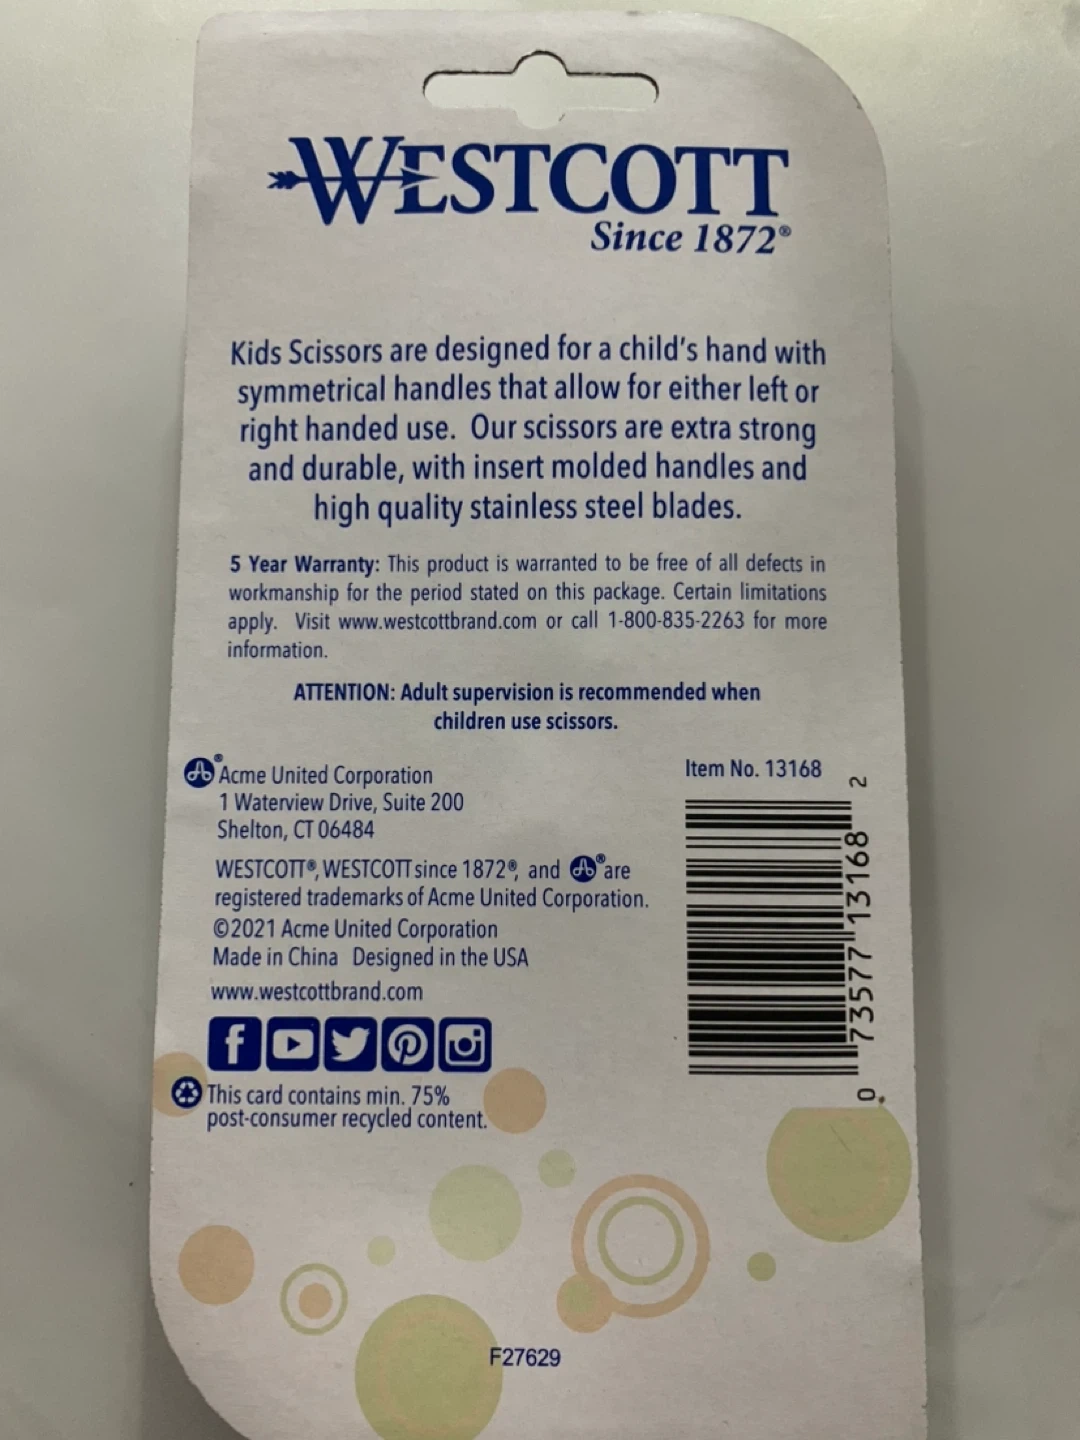 WESTCOTT
Since 1872®
Kids Scissors are designed for a child's hand with
symmetrical handles that allow for either left or
right handed use. Our scissors are extra strong
and durable, with insert molded handles and
high quality stainless steel blades.
5 Year Warranty: This product is warranted to be free of all defects in
workmanship for the period stated on this package. Certain limitations
apply. Visit www.westcottbrand.com or call 1-800-835-2263 for more
information.
ATTENTION: Adult supervision is recommended when
children use scissors.
® Acme United Corporation
1 Waterview Drive, Suite 200
Shelton, CT 06484
WESTCOTT®, WESTCOTT since 1872®, and ® are
registered trademarks of Acme United Corporation.
©2021 Acme United Corporation
Made in China Designed in the USA
www.westcottbrand.com
This card contains min. 75%
post-consumer recycled content.
Item No. 13168
0 73577 13168 2
F27629